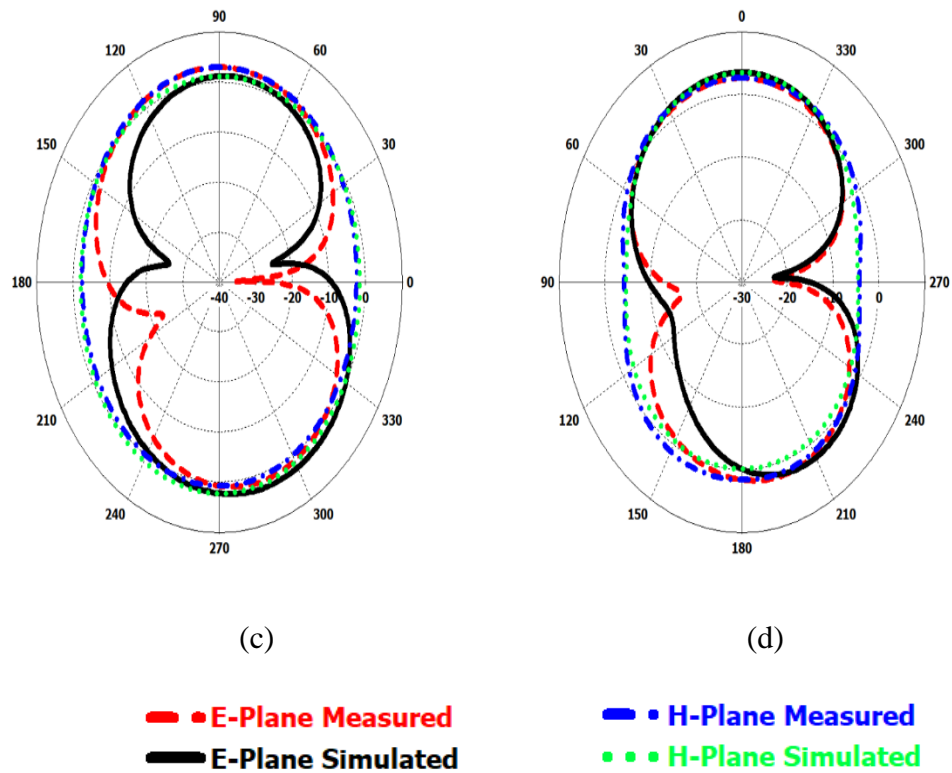 90
120 60
150 30
180 -40 -30 -20 -10 0 0
210 330
240 300
270
0
30 330
60 300
90 -30 -20 -10 0 270
120 240
150 210
180
(c) (d)
E-Plane Measured H-Plane Measured
E-Plane Simulated H-Plane Simulated